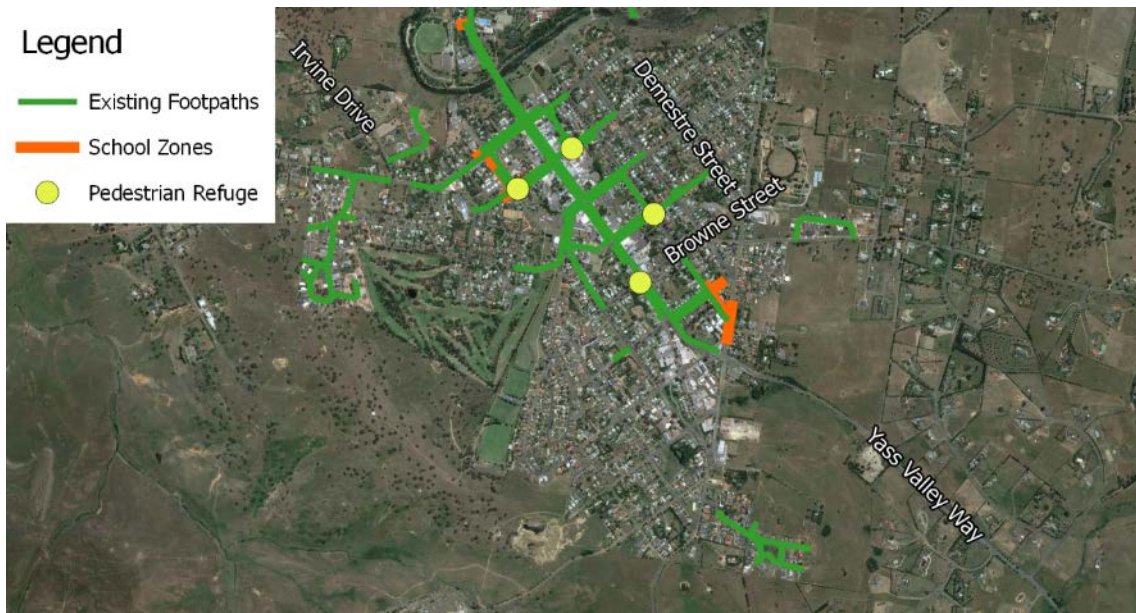 Legend
Existing Footpaths
School Zones
Pedestrian Refuge
Irvine Drive
Demestre Street
Browne Street
Yass Valley Way